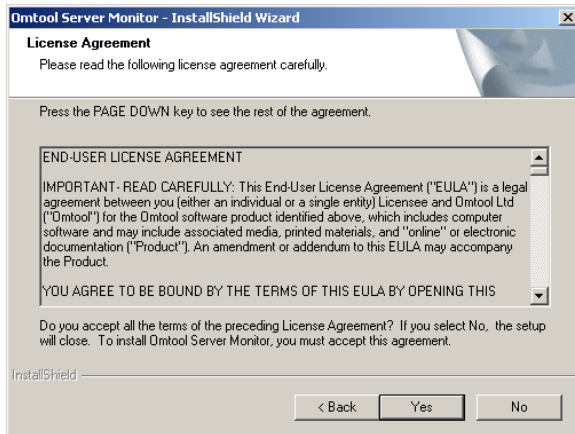 Omtool Server Monitor - InstallShield Wizard
License Agreement
Please read the following license agreement carefully.
Press the PAGE DOWN key to see the rest of the agreement.
END-USER LICENSE AGREEMENT
IMPORTANT- READ CAREFULLY: This End-User License Agreement ("EULA") is a legal
agreement between you (either an individual or a single entity) Licensee and Omtool Ltd
("Omtool") for the Omtool software product identified above, which includes computer
software and may include associated media, printed materials, and "online" or electronic
documentation ("Product"). An amendment or addendum to this EULA may accompany
the Product.
YOU AGREE TO BE BOUND BY THE TERMS OF THIS EULA BY OPENING THIS
Do you accept all the terms of the preceding License Agreement? If you select No, the setup
will close. To install Omtool Server Monitor, you must accept this agreement.
InstallShield
< Back Yes No